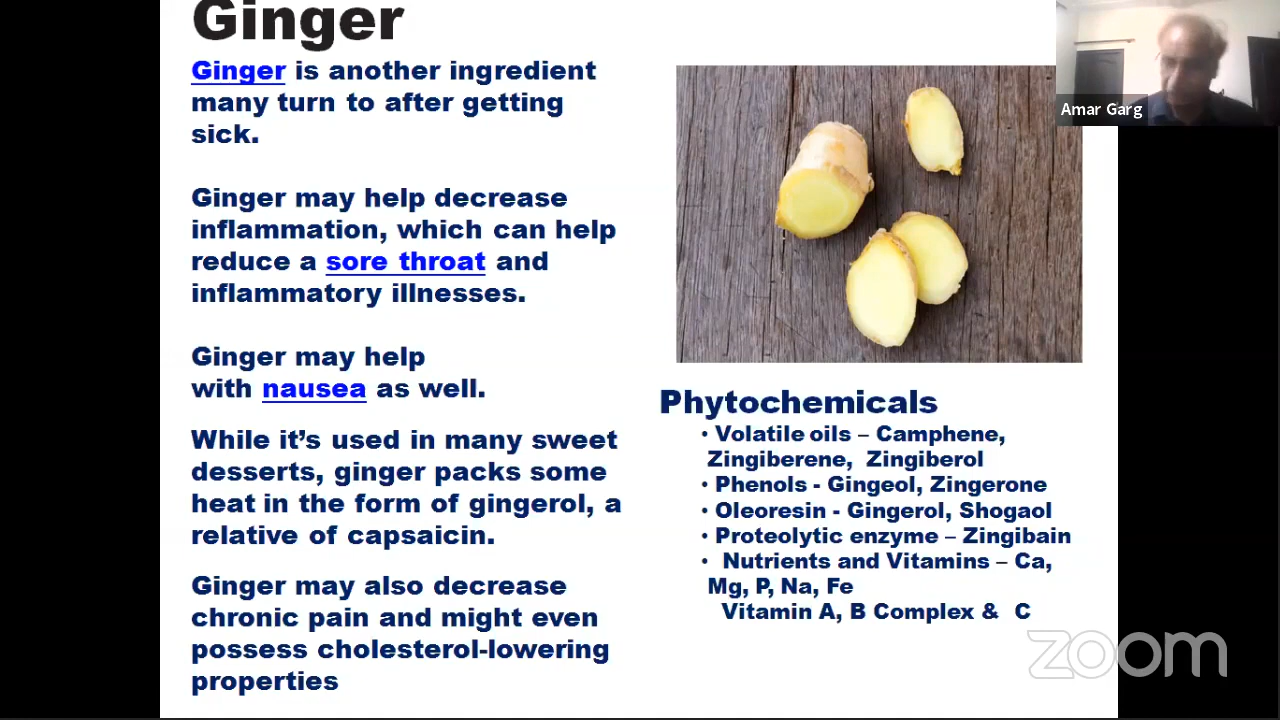 Ginger
Ginger is another ingredient
many turn to after getting
sick.
Ginger may help decrease
inflammation, which can help
reduce a sore throat and
inflammatory illnesses.
Ginger may help
with nausea as well.
While it’s used in many sweet
desserts, ginger packs some
heat in the form of gingerol, a
relative of capsaicin.
Ginger may also decrease
chronic pain and might even
possess cholesterol-lowering
properties
Amar Garg
Phytochemicals
• Volatile oils – Camphene,
Zingiberene, Zingiberol
• Phenols - Gingeol, Zingerone
• Oleoresin - Gingerol, Shogaol
• Proteolytic enzyme – Zingibain
• Nutrients and Vitamins – Ca,
Mg, P, Na, Fe
Vitamin A, B Complex & C
zoom